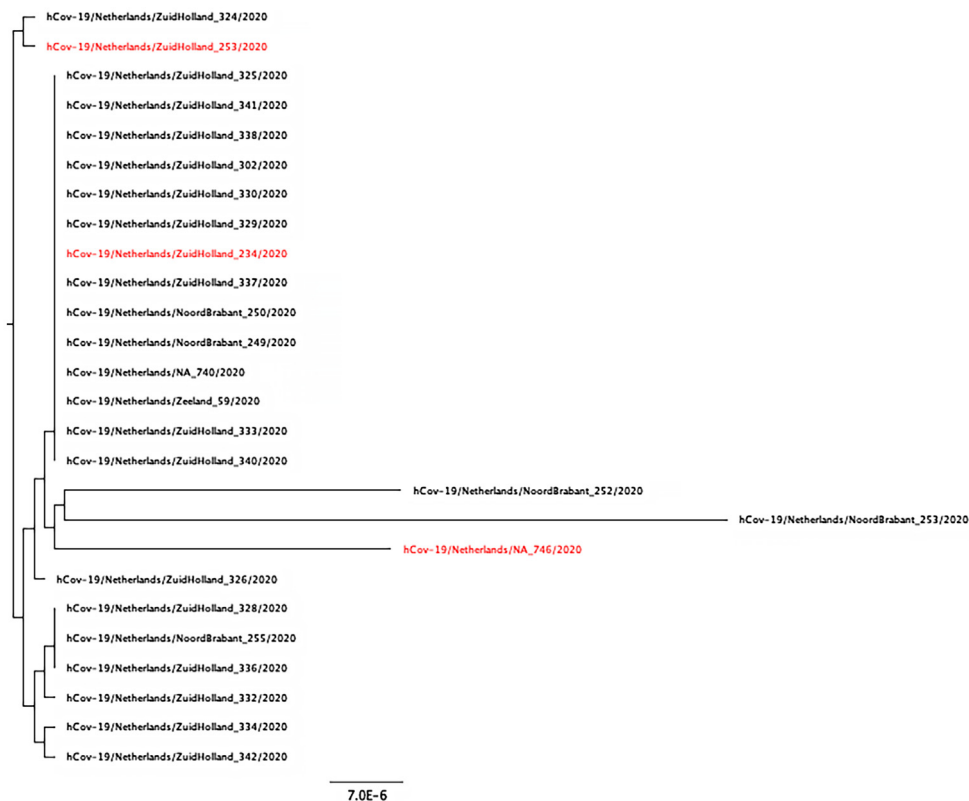 hCov-19/Netherlands/ZuidHolland_324/2020
hCov-19/Netherlands/ZuidHolland_253/2020
hCov-19/Netherlands/ZuidHolland_325/2020
hCov-19/Netherlands/ZuidHolland_341/2020
hCov-19/Netherlands/ZuidHolland_338/2020
hCov-19/Netherlands/ZuidHolland_302/2020
hCov-19/Netherlands/ZuidHolland_330/2020
hCov-19/Netherlands/ZuidHolland_329/2020
hCov-19/Netherlands/ZuidHolland_234/2020
hCov-19/Netherlands/ZuidHolland_337/2020
hCov-19/Netherlands/NoordBrabant_250/2020
hCov-19/Netherlands/NoordBrabant_249/2020
hCov-19/Netherlands/NA_740/2020
hCov-19/Netherlands/Zeeland_59/2020
hCov-19/Netherlands/ZuidHolland_333/2020
hCov-19/Netherlands/ZuidHolland_340/2020
hCov-19/Netherlands/NoordBrabant_252/2020
hCov-19/Netherlands/NoordBrabant_253/2020
hCov-19/Netherlands/NA_746/2020
hCov-19/Netherlands/ZuidHolland_326/2020
hCov-19/Netherlands/ZuidHolland_328/2020
hCov-19/Netherlands/NoordBrabant_255/2020
hCov-19/Netherlands/ZuidHolland_336/2020
hCov-19/Netherlands/ZuidHolland_332/2020
hCov-19/Netherlands/ZuidHolland_334/2020
hCov-19/Netherlands/ZuidHolland_342/2020
7.0E-6